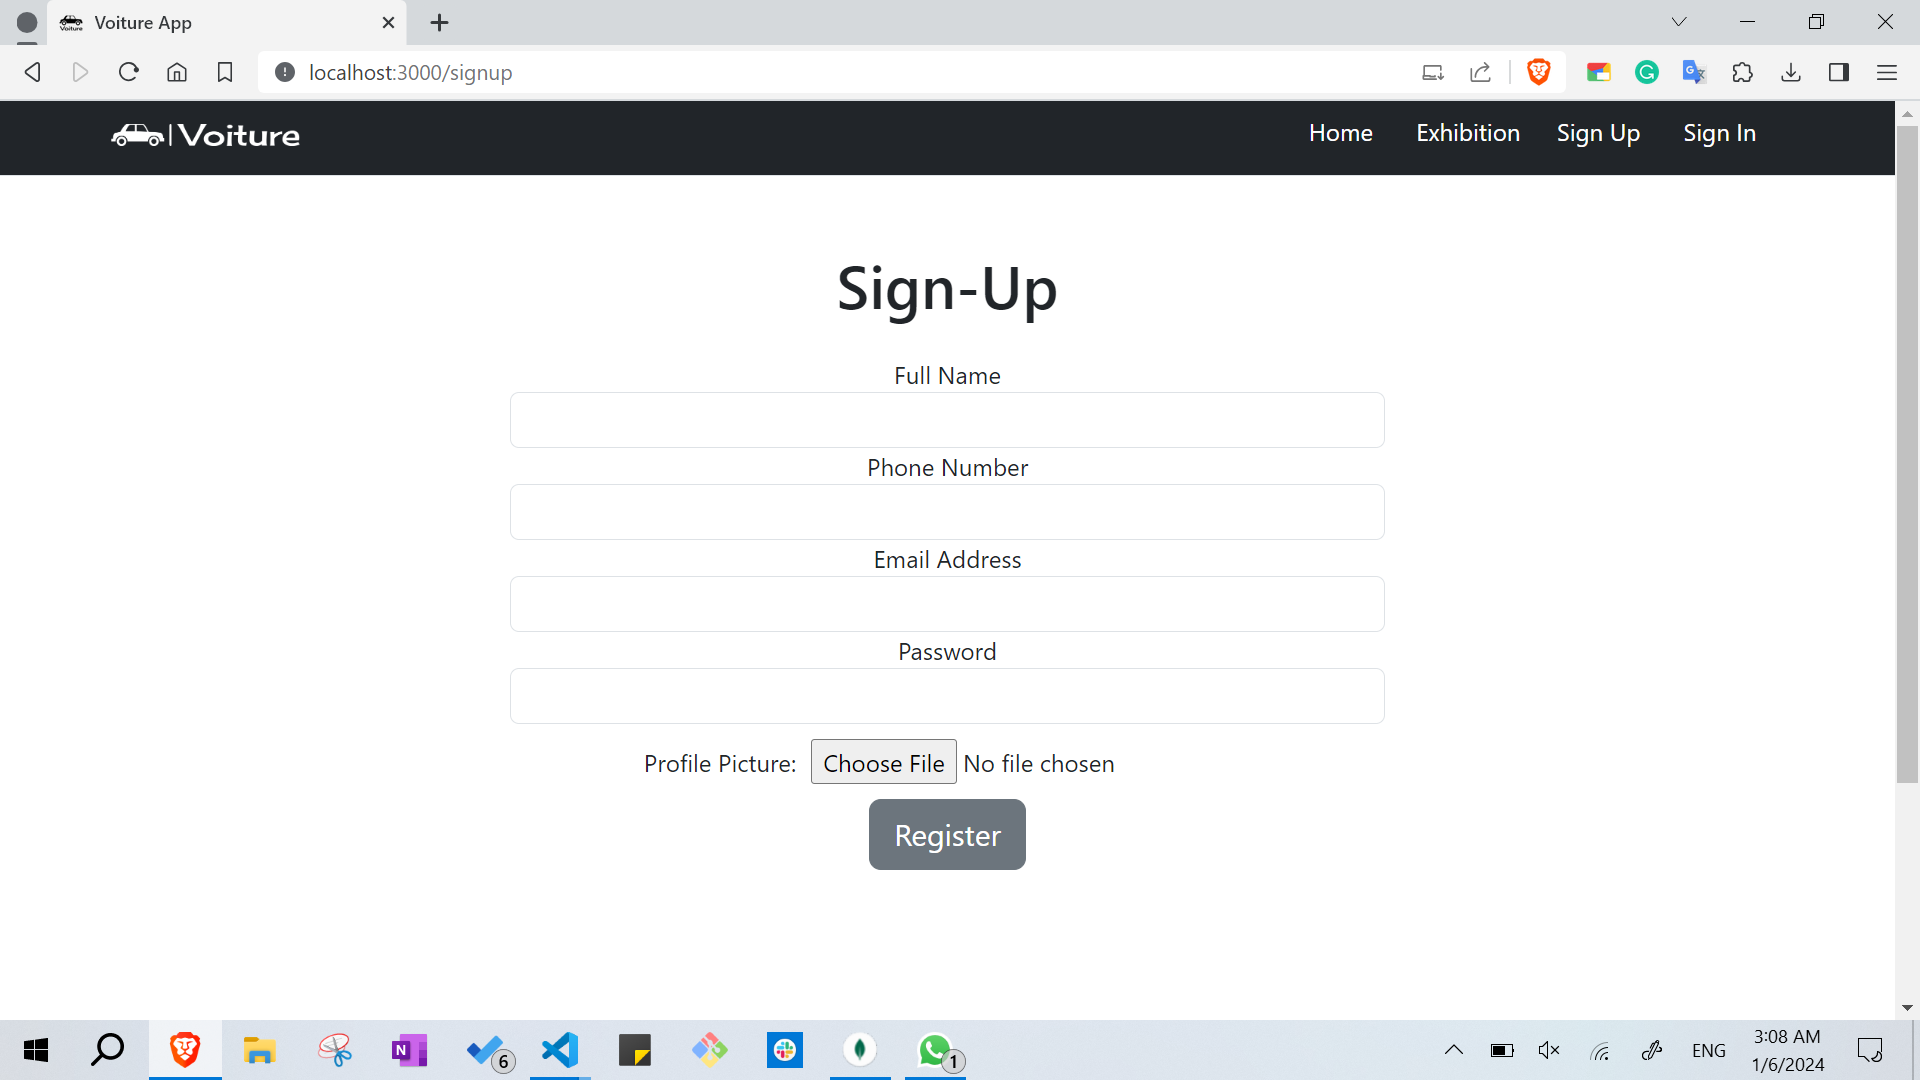 Voiture App
localhost:3000/signup
Voiture
Home Exhibition Sign Up Sign In
Sign-Up
Full Name
Phone Number
Email Address
Password
Profile Picture: Choose File No file chosen
Register
N
6
1
ENG
3:08 AM
1/6/2024